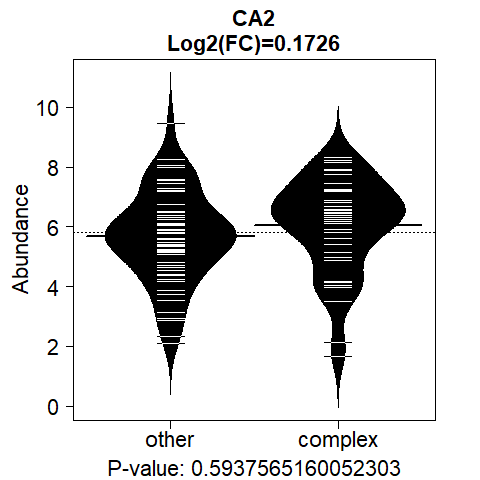 CA2
Log2(FC)=0.1726
Abundance
10
8
6
4
2
0
other complex
P-value: 0.5937565160052303